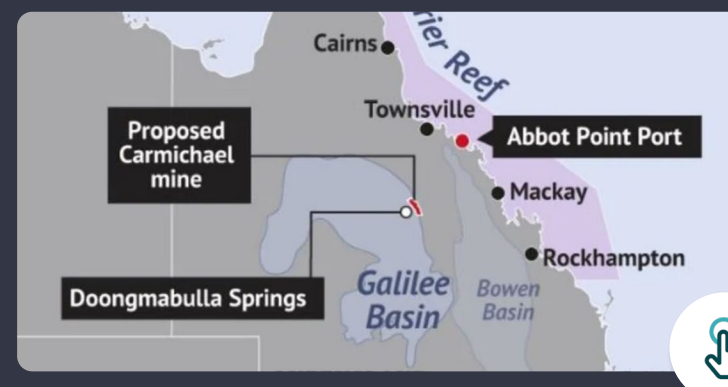 rier Reef
Cairns
Townsville
Proposed
Carmichael
mine
Abbot Point Port
Mackay
Rockhampton
Doongmabulla Springs
Galilee
Basin
Bowen
Basin